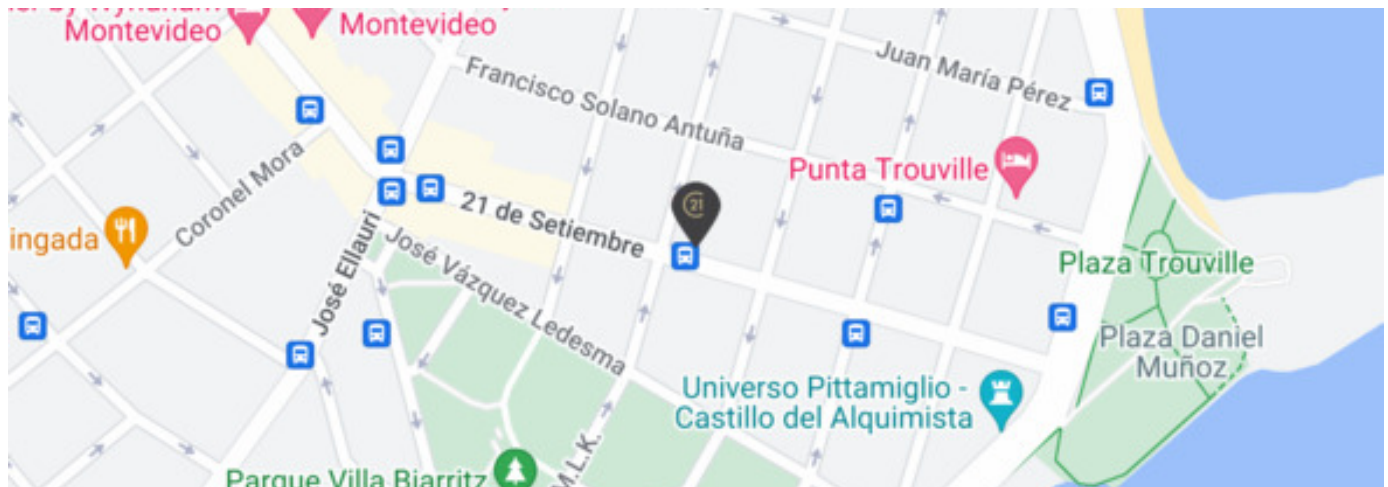 Montevideo
Montevideo
Juan María Pérez
Francisco Solano Antuña
Punta Trouville
Coronel Mora
21
21 de Setiembre
ingada
José Ellauri
José Vázquez Ledesma
Plaza Trouville
Plaza Daniel
Muñoz
Universo Pittamiglio -
Castillo del Alquimista
M.L.K.
Parque Villa Biarritz